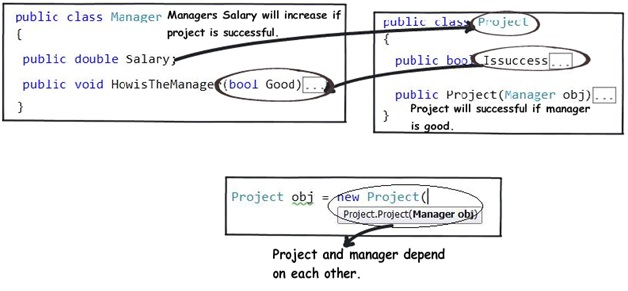 public class Manager
Managers Salary will increase if
project is successful.
{
public double Salary;
public void HowisTheManager(bool Good)...
}
public class Project
{
public bool Issuccess...
public Project(Manager obj)...
Project will successful if manager
is good.
}
Project obj = new Project(
Project.Project(Manager obj)
Project and manager depend
on each other.